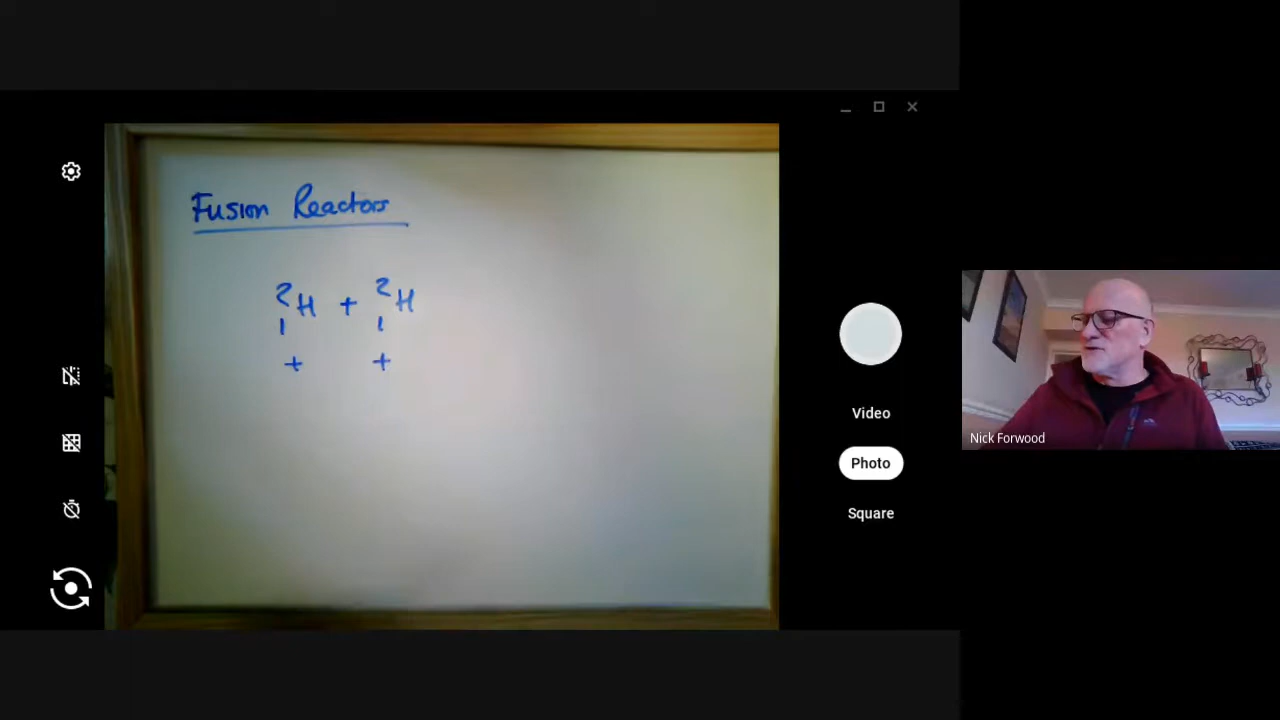 Fusion Reactors
²₁H + ²₁H
+ +
Video
Photo
Square
Nick Forwood